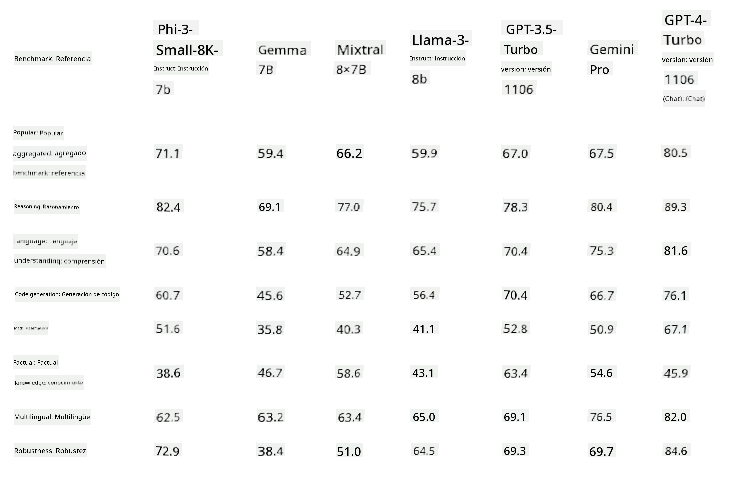 Benchmark: Referencia
Phi-3-
Small-8K-
Instruct: Instrucción
7b
Gemma
7B
Mixtral
8×7B
Llama-3-
Instruct: Instrucción
8b
GPT-3.5-
Turbo
version: versión
1106
Gemini
Pro
GPT-4-
Turbo
version: versión
1106
(Chat): (Chat)
Popular: Popular
aggregated: agregado
benchmark: referencia
71.1 59.4 66.2 59.9 67.0 67.5 80.5
Reasoning: Razonamiento 82.4 69.1 77.0 75.7 78.3 80.4 89.3
Language: Lenguaje
understanding: comprensión
70.6 58.4 64.9 65.4 70.4 75.3 81.6
Code generation: Generación de código 60.7 45.6 52.7 56.4 70.4 66.7 76.1
51.6 35.8 40.3 41.1 52.8 50.9 67.1
Factual: Factual
knowledge: conocimiento
38.6 46.7 58.6 43.1 63.4 54.6 45.9
Multilingual: Multilingüe 62.5 63.2 63.4 65.0 69.1 76.5 82.0
Robustness: Robustez 72.9 38.4 51.0 64.5 69.3 69.7 84.6